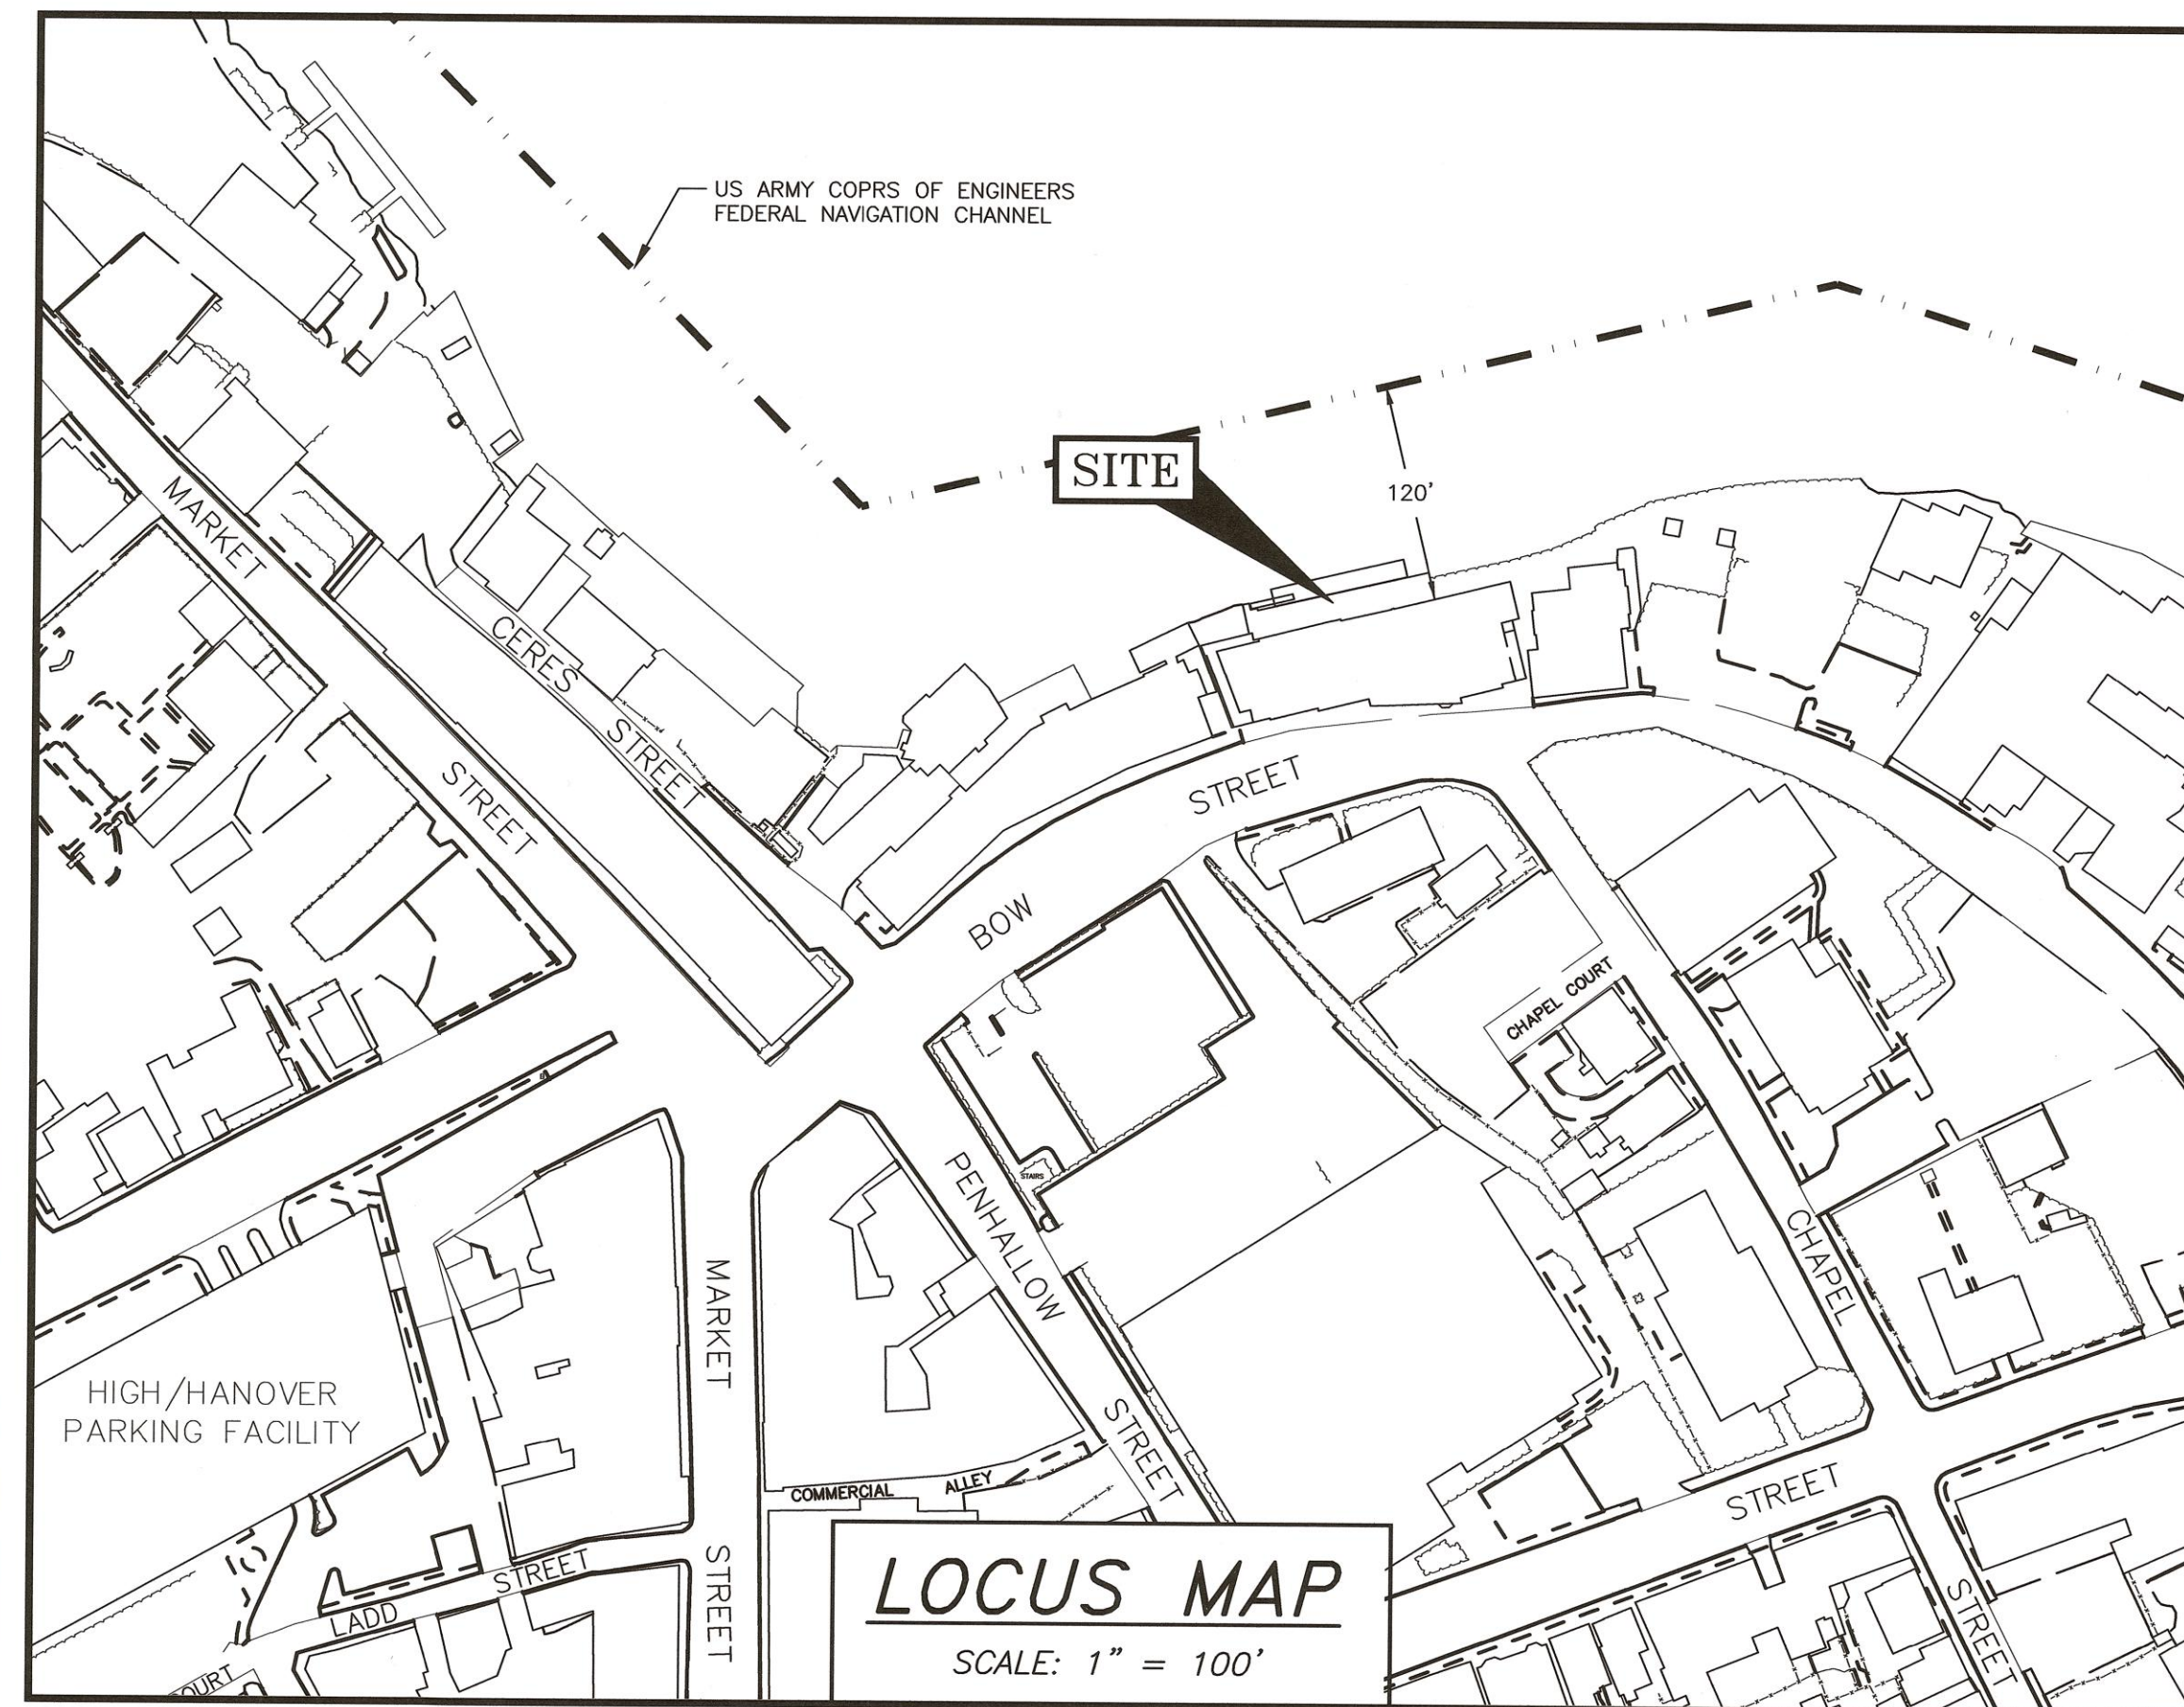 US ARMY COPRS OF ENGINEERS
FEDERAL NAVIGATION CHANNEL
SITE
120'
MARKET
STREET
CERES
STREET
BOW
STREET
CHAPEL COURT
STAIRS
PENHALLOW
STREET
CHAPEL
STREET
MARKET
STREET
HIGH/HANOVER
PARKING FACILITY
COMMERCIAL ALLEY
LADD
STREET
STREET
LOCUS MAP
SCALE: 1" = 100'